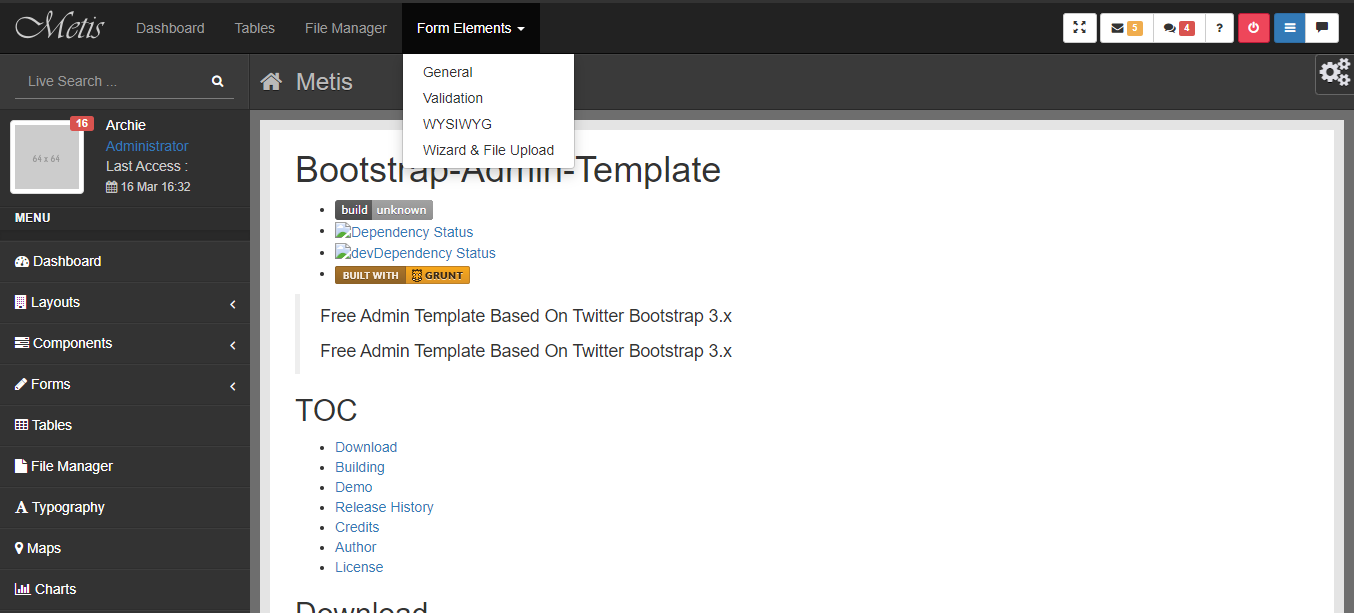 Metis
Dashboard
Tables
File Manager
Form Elements
5
4
?
General
Validation
WYSIWYG
Wizard & File Upload
Live Search ...
Metis
64 x 64
16
Archie
Administrator
Last Access :
16 Mar 16:32
MENU
Dashboard
Layouts
Components
Forms
Tables
File Manager
Typography
Maps
Charts
Bootstrap-Admin-Template
build unknown
Dependency Status
devDependency Status
BUILT WITH GRUNT
Free Admin Template Based On Twitter Bootstrap 3.x
Free Admin Template Based On Twitter Bootstrap 3.x
TOC
Download
Building
Demo
Release History
Credits
Author
License
Download